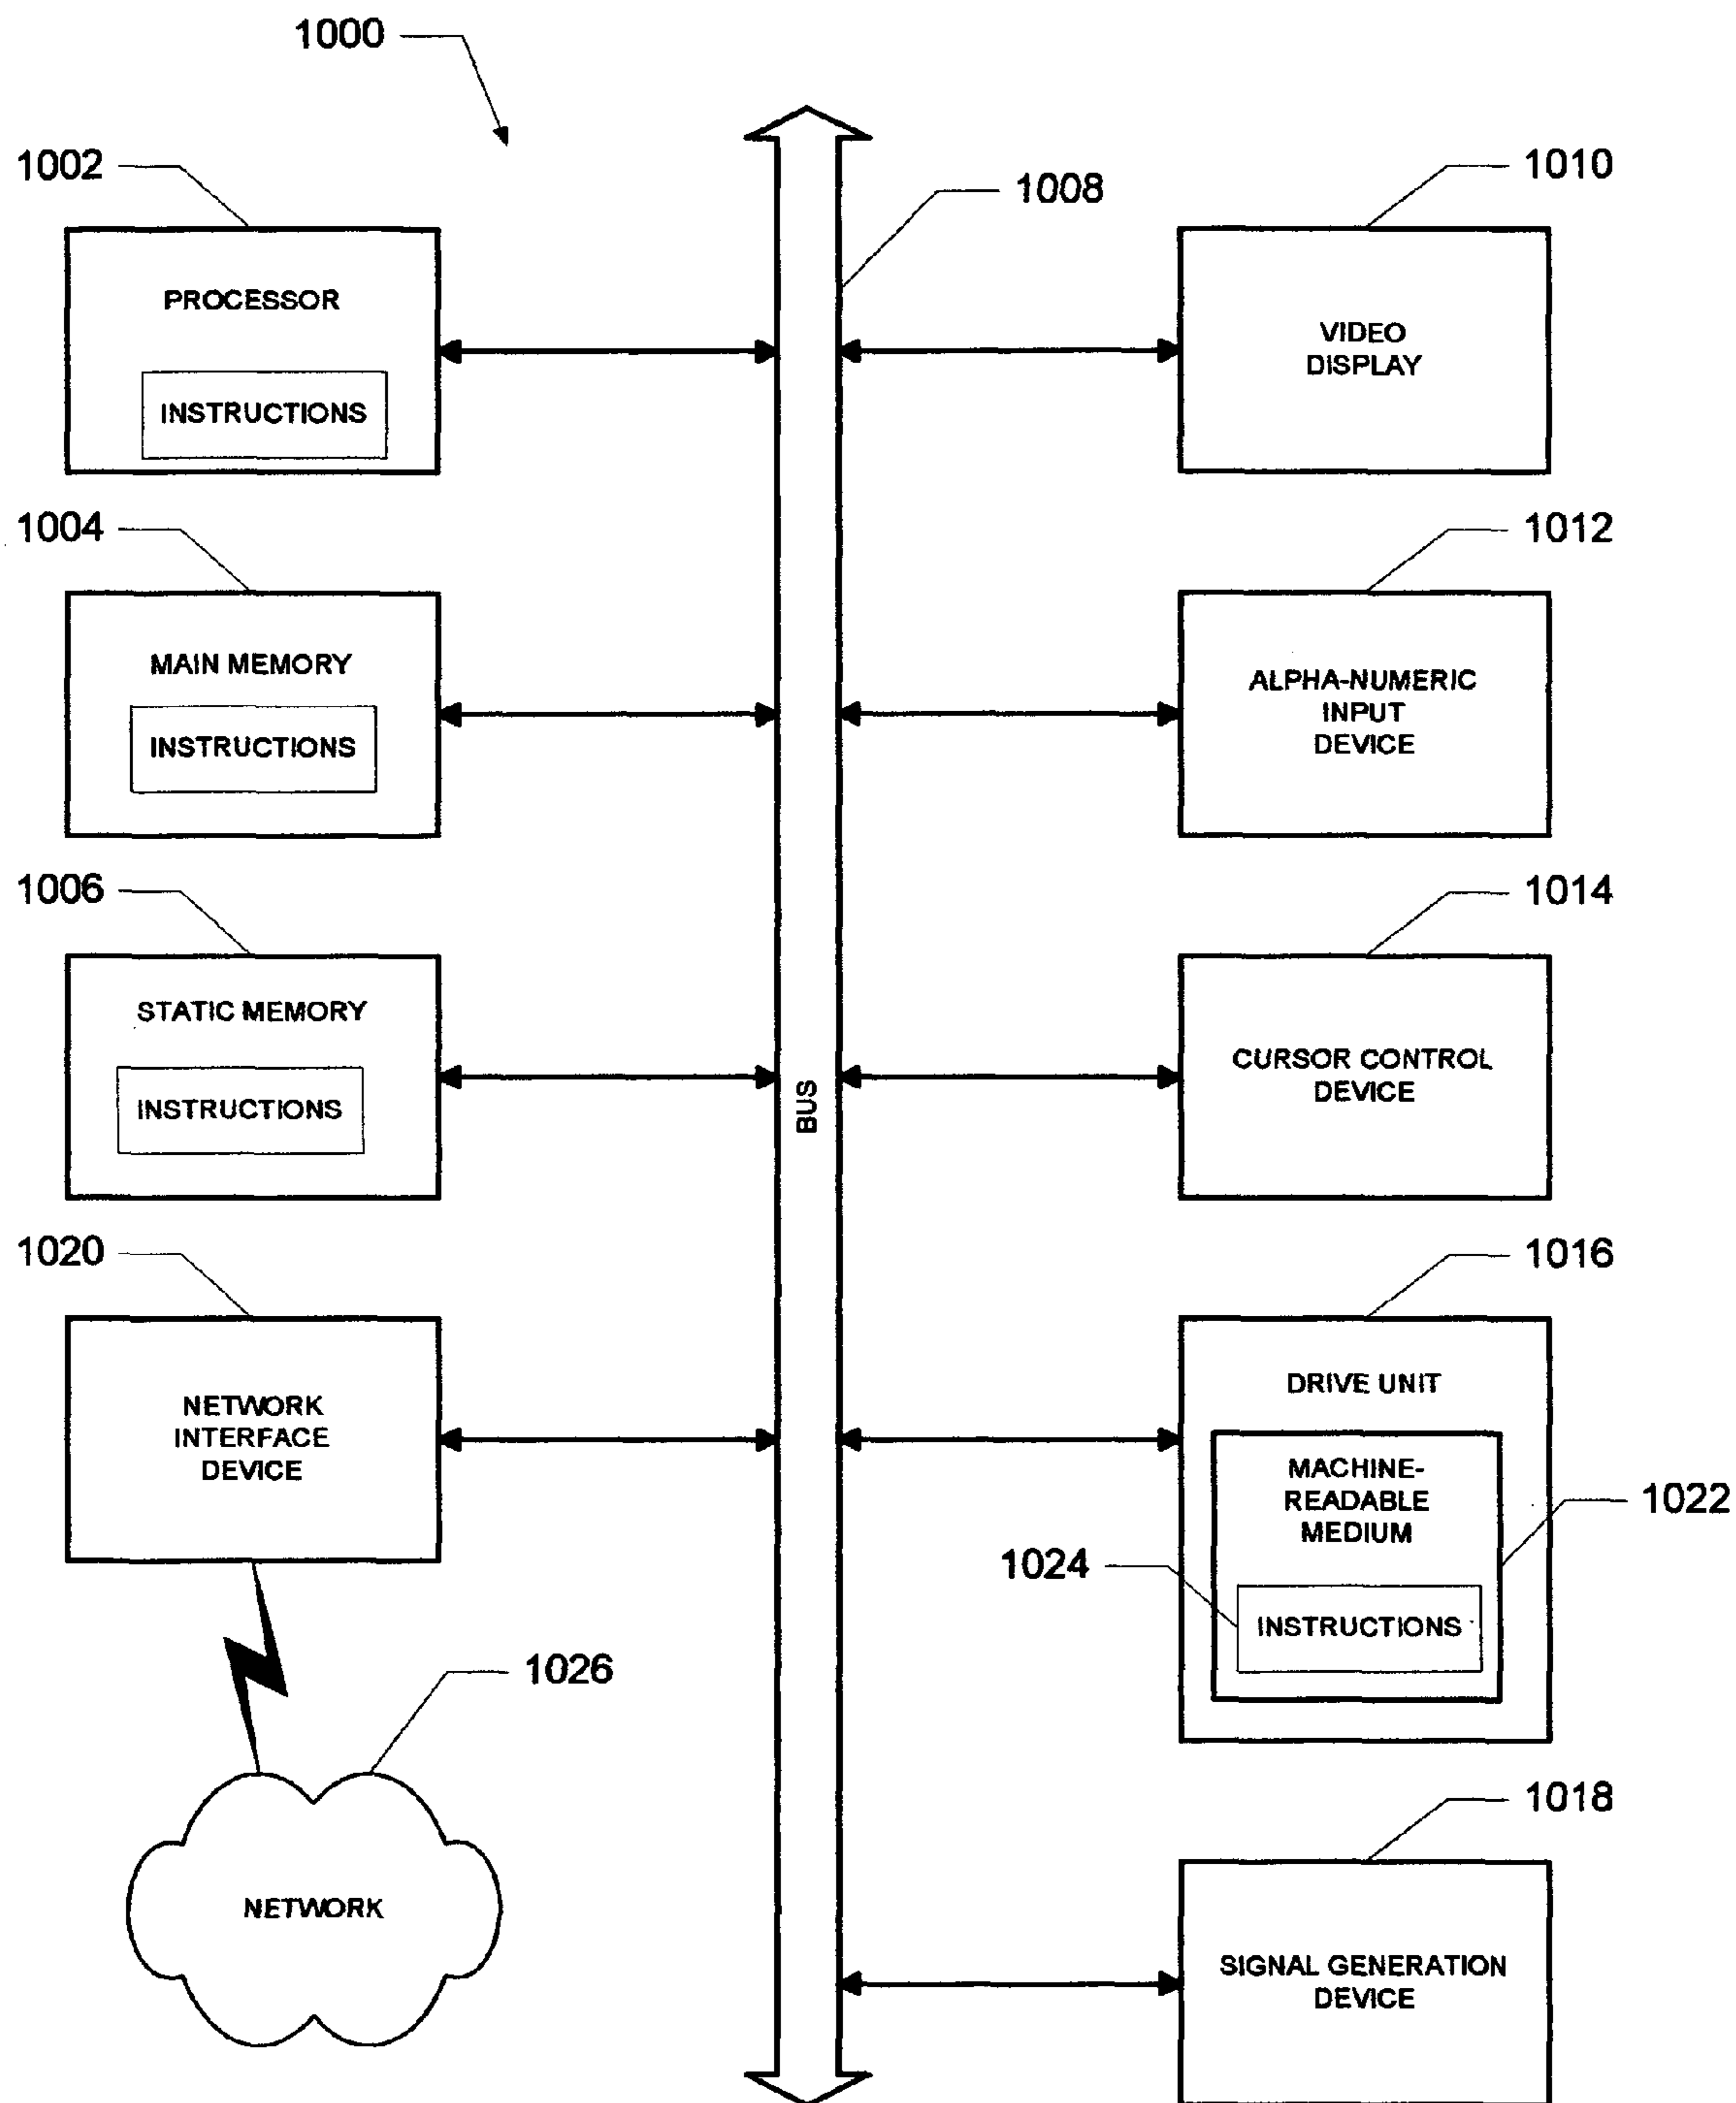 1000
1002
PROCESSOR
INSTRUCTIONS
1004
MAIN MEMORY
INSTRUCTIONS
1006
STATIC MEMORY
INSTRUCTIONS
1020
NETWORK
INTERFACE
DEVICE
1026
NETWORK
1008
BUS
1010
VIDEO
DISPLAY
1012
ALPHA-NUMERIC
INPUT
DEVICE
1014
CURSOR CONTROL
DEVICE
1016
DRIVE UNIT
MACHINE-
READABLE
MEDIUM
1022
1024
INSTRUCTIONS
1018
SIGNAL GENERATION
DEVICE